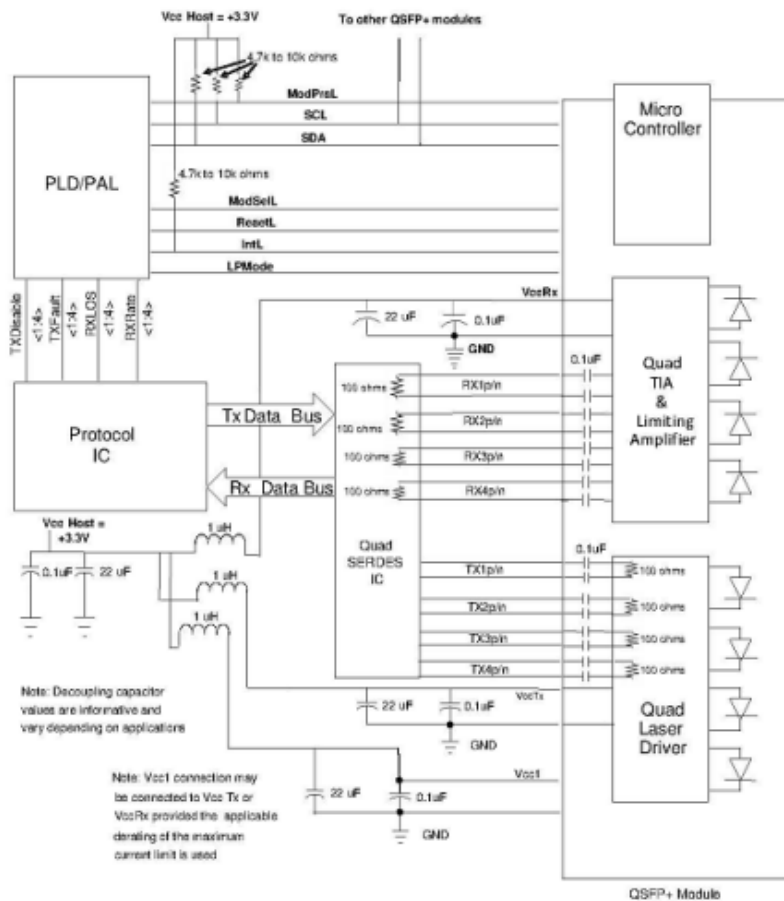 Vcc Host = +3.3V
To other QSFP+ modules
4.7k to 10k ohms
ModPrsL
SCL
SDA
Micro
Controller
PLD/PAL
4.7k to 10k ohms
ModSelL
ResetL
IntL
LPMode
TXDisable
<1:4>
TXFault
<1:4>
RXLOS
<1:4>
RXRate
<1:4>
VccRx
22 uF
0.1uF
GND
0.1uF
Quad
TIA
&
Limiting
Amplifier
100 ohms
RX1p/n
100 ohms
RX2p/n
100 ohms
RX3p/n
100 ohms
RX4p/n
Protocol
IC
Tx Data Bus
Rx Data Bus
Vcc Host =
+3.3V
0.1uF
22 uF
1 uH
1 uH
1 uH
Quad
SERDES
IC
0.1uF
TX1p/n
100 ohms
TX2p/n
100 ohms
TX3p/n
100 ohms
TX4p/n
100 ohms
Quad
Laser
Driver
Note: Decoupling capacitor
values are informative and
vary depending on applications
VccTx
22 uF
0.1uF
GND
Note: Vcc1 connection may
be connected to Vcc Tx or
VccRx provided the applicable
derating of the maximum
current limit is used
Vcc1
22 uF
0.1uF
GND
QSFP+ Module